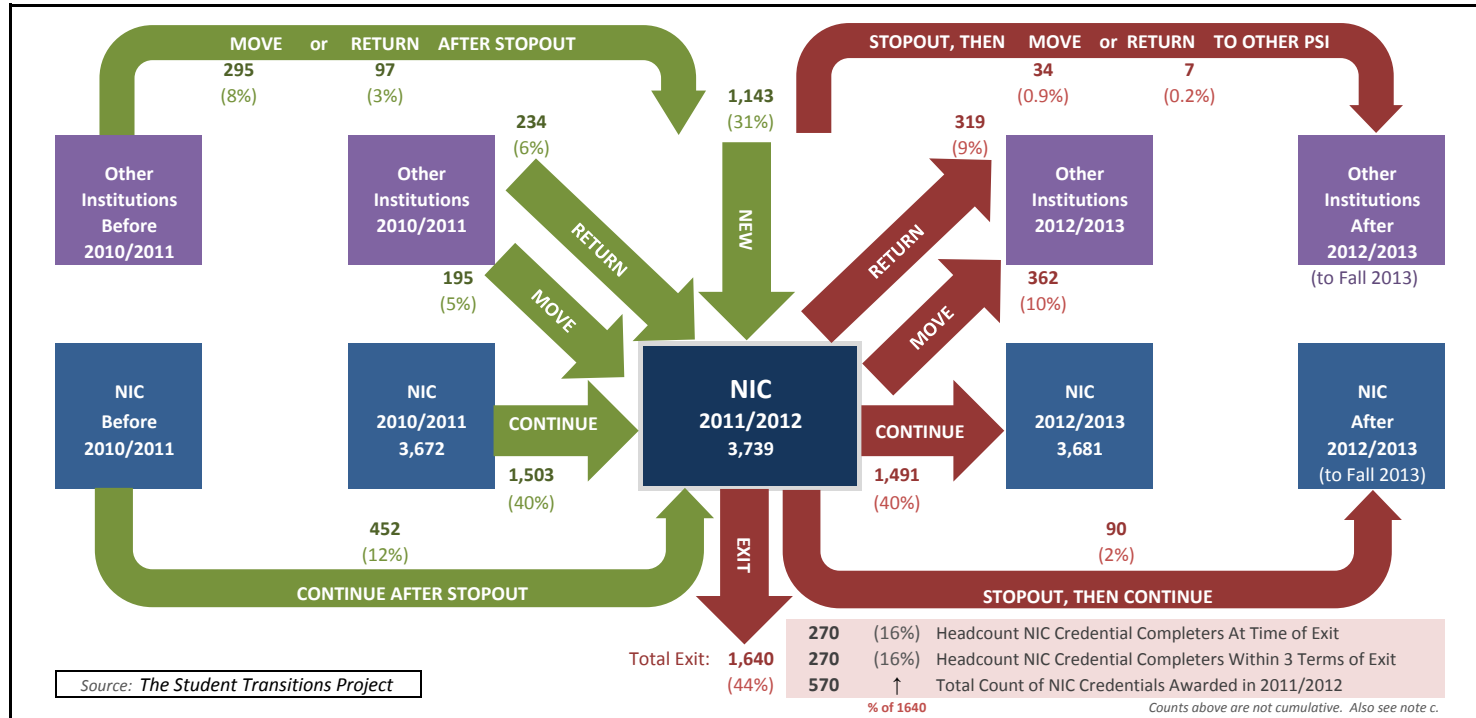 MOVE or RETURN AFTER STOPOUT
295 97
(8%) (3%)
STOPOUT, THEN MOVE or RETURN TO OTHER PSI
34 7
(0.9%) (0.2%)
234
(6%)
1,143
(31%)
319
(9%)
Other
Institutions
Before
2010/2011
Other
Institutions
2010/2011
RETURN
NEW
RETURN
Other
Institutions
2012/2013
Other
Institutions
After
2012/2013
(to Fall 2013)
195
(5%)
MOVE
MOVE
362
(10%)
NIC
Before
2010/2011
NIC
2010/2011
3,672
CONTINUE
1,503
(40%)
NIC
2011/2012
3,739
CONTINUE
1,491
(40%)
NIC
2012/2013
3,681
NIC
After
2012/2013
(to Fall 2013)
452
(12%)
CONTINUE AFTER STOPOUT
EXIT
90
(2%)
STOPOUT, THEN CONTINUE
Total Exit: 1,640
(44%)
270 (16%) Headcount NIC Credential Completers At Time of Exit
270 (16%) Headcount NIC Credential Completers Within 3 Terms of Exit
570 ↑ Total Count of NIC Credentials Awarded in 2011/2012
% of 1640 Counts above are not cumulative. Also see note c.
Source: The Student Transitions Project